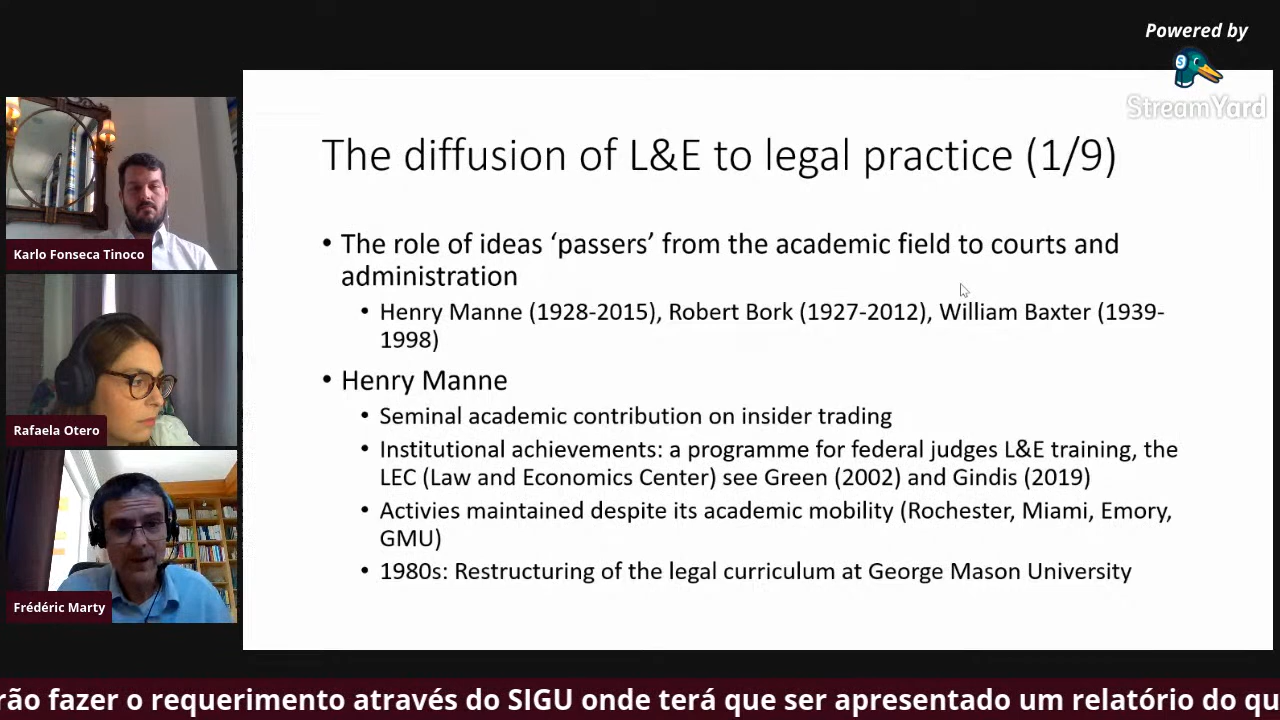 Powered by
StreamYard
The diffusion of L&E to legal practice (1/9)
• The role of ideas ‘passers’ from the academic field to courts and
administration
• Henry Manne (1928-2015), Robert Bork (1927-2012), William Baxter (1939-
1998)
• Henry Manne
• Seminal academic contribution on insider trading
• Institutional achievements: a programme for federal judges L&E training, the
LEC (Law and Economics Center) see Green (2002) and Gindis (2019)
• Activies maintained despite its academic mobility (Rochester, Miami, Emory,
GMU)
• 1980s: Restructuring of the legal curriculum at George Mason University
Karlo Fonseca Tinoco
Rafaela Otero
Frédéric Marty
rão fazer o requerimento através do SIGU onde terá que ser apresentado um relatório do qu